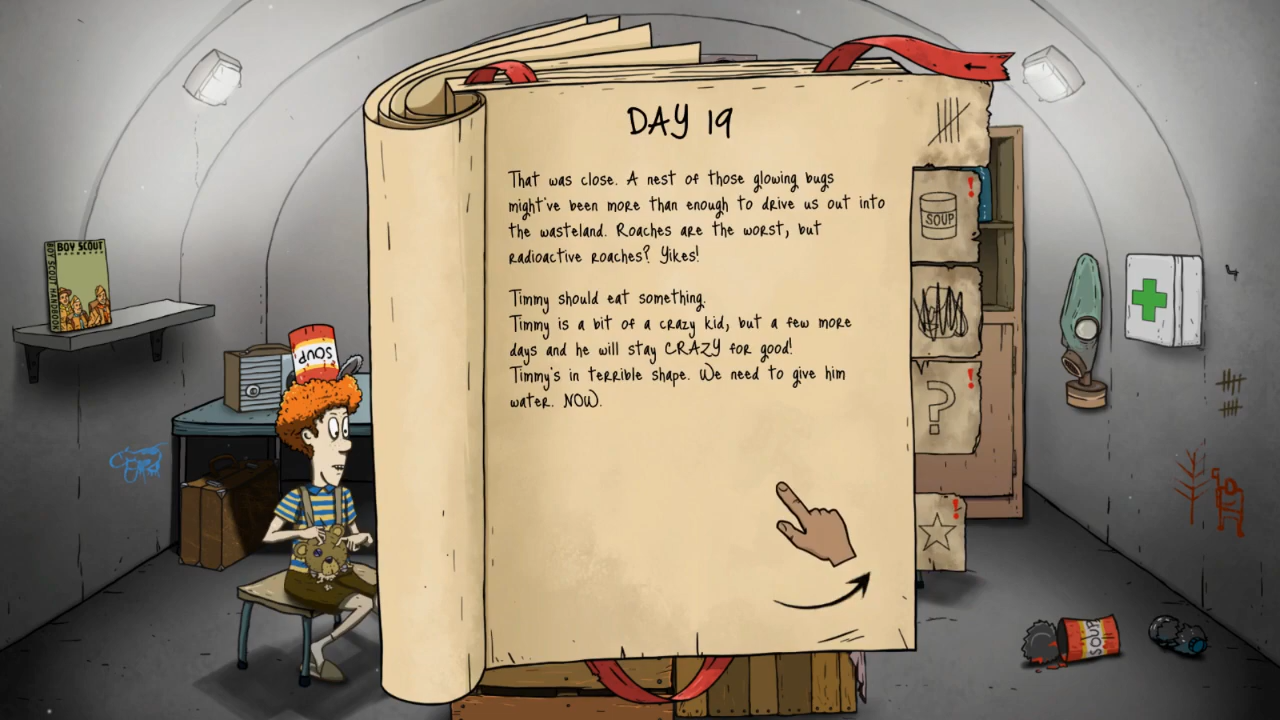 DAY 19
That was close. A nest of those glowing bugs
might've been more than enough to drive us out into
the wasteland. Roaches are the worst, but
radioactive roaches? Yikes!
Timmy should eat something.
Timmy is a bit of a crazy kid, but a few more
days and he will stay CRAZY for good!
Timmy's in terrible shape. We need to give him
water. NOW.
!
SOUP
!
?
!
BOY SCOUT
BOY SCOUT HANDBOOK
SOUP
SOUP